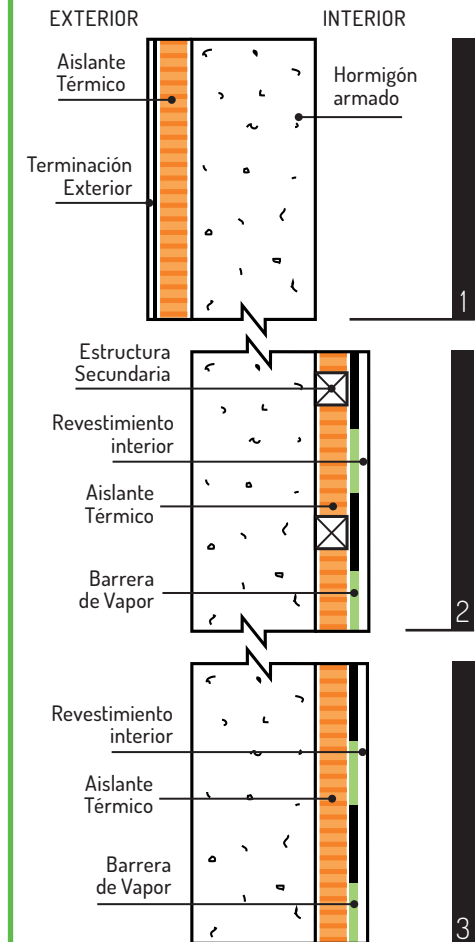 EXTERIOR
INTERIOR
Aislante
Térmico
Hormigón
armado
Terminación
Exterior
1
Estructura
Secundaria
Revestimiento
interior
Aislante
Térmico
Barrera
de Vapor
2
Revestimiento
interior
Aislante
Térmico
Barrera
de Vapor
3